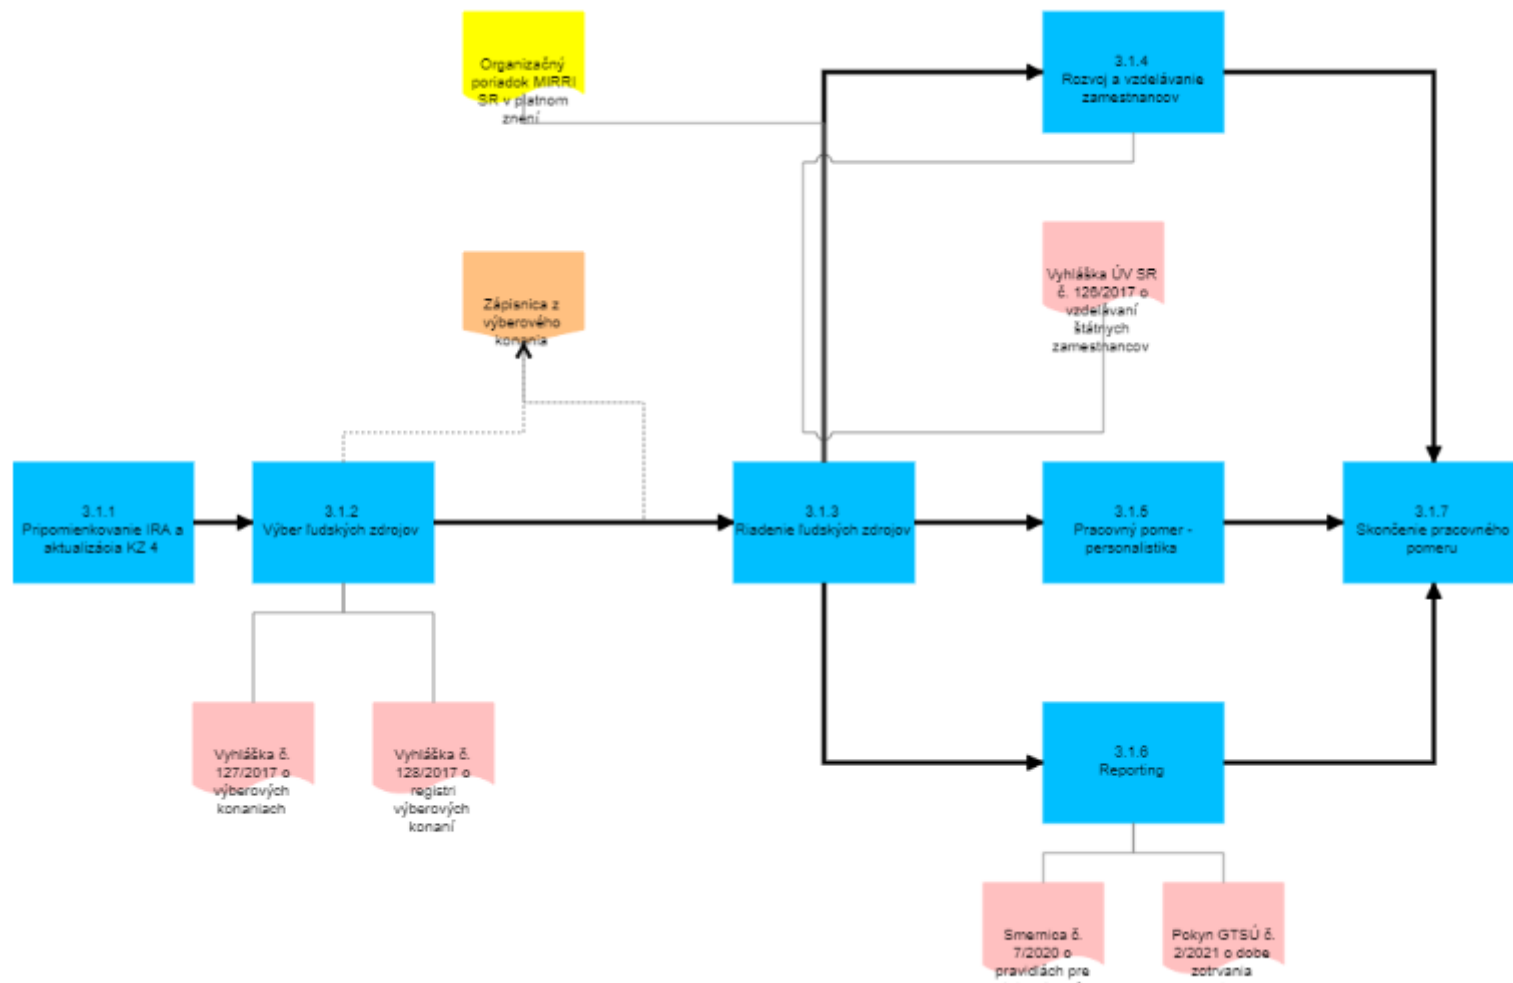 Organizačný
poriadok MIRRI
SR v platnom
znení
3.1.4
Rozvoj a vzdelávanie
zamestnancov
Zápisnica z
výberového
konania
Vyhláška ÚV SR
č. 126/2017 o
vzdelávaní
štátnych
zamestnancov
3.1.1
Pripomienkovanie IRA a
aktualizácia KZ 4
3.1.2
Výber ľudských zdrojov
3.1.3
Riadenie ľudských zdrojov
3.1.5
Pracovný pomer -
personalistika
3.1.7
Skončenie pracovného
pomeru
Vyhláška č.
127/2017 o
výberových
konaniach
Vyhláška č.
128/2017 o
registri
výberových
konaní
3.1.6
Reporting
Smernica č.
7/2020 o
pravidlách pre
Pokyn GTSÚ č.
2/2021 o dobe
zotrvania